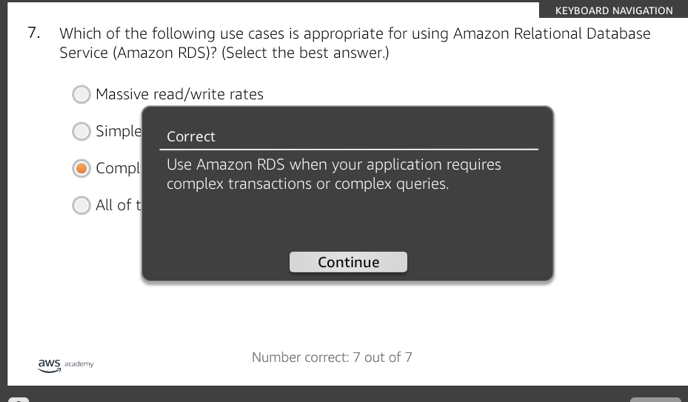 KEYBOARD NAVIGATION
7. Which of the following use cases is appropriate for using Amazon Relational Database
Service (Amazon RDS)? (Select the best answer.)
Massive read/write rates
Simple
Compl
All of t
Correct
Use Amazon RDS when your application requires
complex transactions or complex queries.
Continue
Number correct: 7 out of 7
aws academy